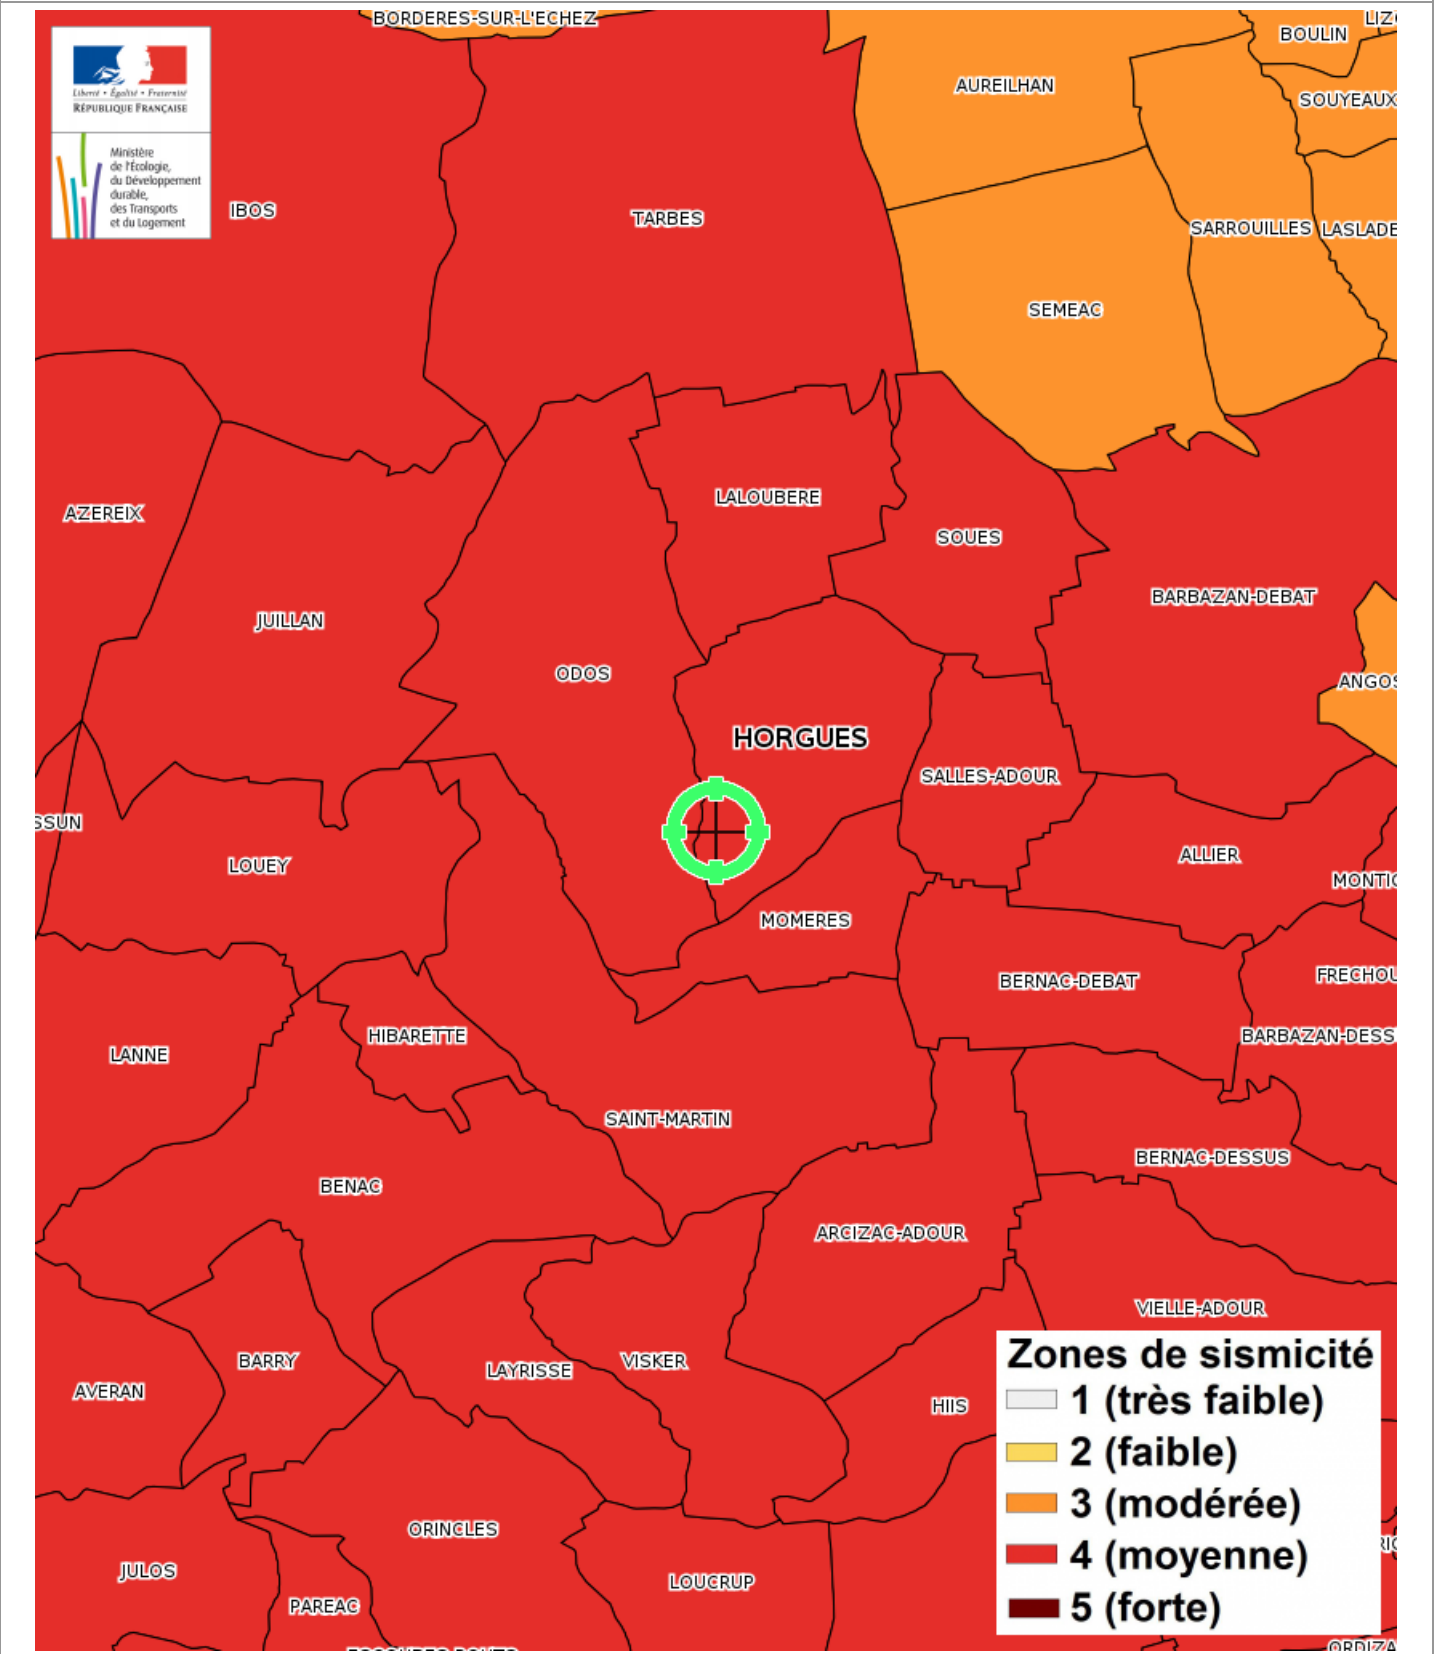 BORDERES-SUR-L'ECHEZ
BOULIN
AUREILHAN
SOUYEAUX
Liberté • Égalité • Fraternité
RÉPUBLIQUE FRANÇAISE
Ministère
de l'Écologie,
du Développement
durable,
des Transports
et du Logement
IBOS
TARBES
SARROUILLES
LASLADE
SEMEAC
AZEREIX
LALOUBERE
SOUES
BARBAZAN-DEBAT
JUILLAN
ODOS
ANGOS
HORGUES
SALLES-ADOUR
SSUN
LOUEY
ALLIER
MONTIG
MOMERES
BERNAC-DEBAT
FRECHOU
HIBARETTE
BARBAZAN-DESS
LANNE
SAINT-MARTIN
BERNAC-DESSUS
BENAC
ARCIZAC-ADOUR
VIELLE-ADOUR
BARRY
LAYRISSE
VISKER
AVERAN
HIIS
Zones de sismicité
1 (très faible)
2 (faible)
3 (modérée)
4 (moyenne)
5 (forte)
ORINCLES
JULOS
LOUCRUP
PAREAC
ORDIZA